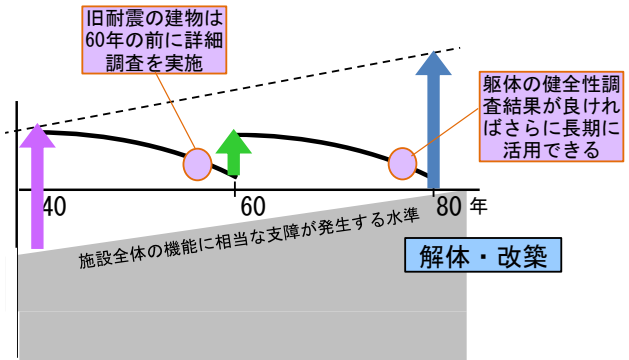 旧耐震の建物は
60年の前に詳細
調査を実施
躯体の健全性調
査結果が良けれ
ばさらに長期に
活用できる
40
60
80 年
施設全体の機能に相当な支障が発生する水準
解体・改築